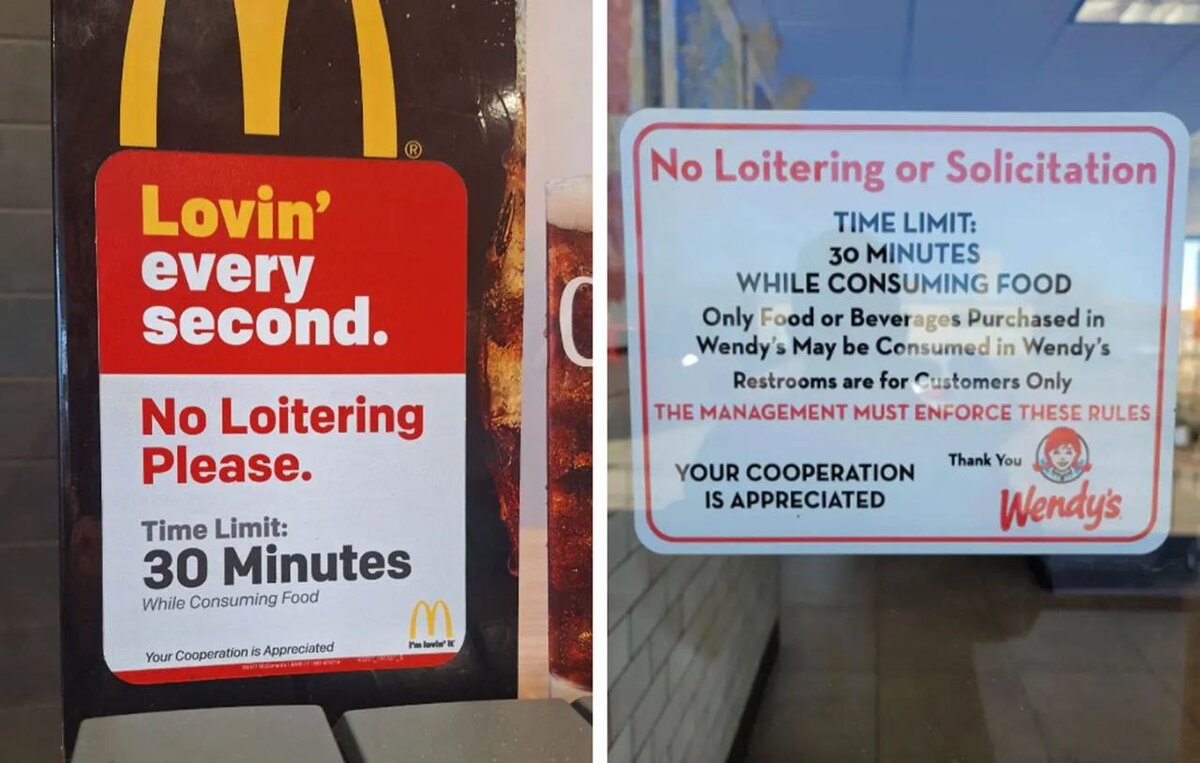 ®
Lovin’
every
second.
No Loitering
Please.
Time Limit:
30 Minutes
While Consuming Food
Your Cooperation is Appreciated
i'm lovin' it
No Loitering or Solicitation
TIME LIMIT:
30 MINUTES
WHILE CONSUMING FOOD
Only Food or Beverages Purchased in
Wendy's May be Consumed in Wendy's
Restrooms are for Customers Only
THE MANAGEMENT MUST ENFORCE THESE RULES
YOUR COOPERATION
IS APPRECIATED
Thank You
Wendy's